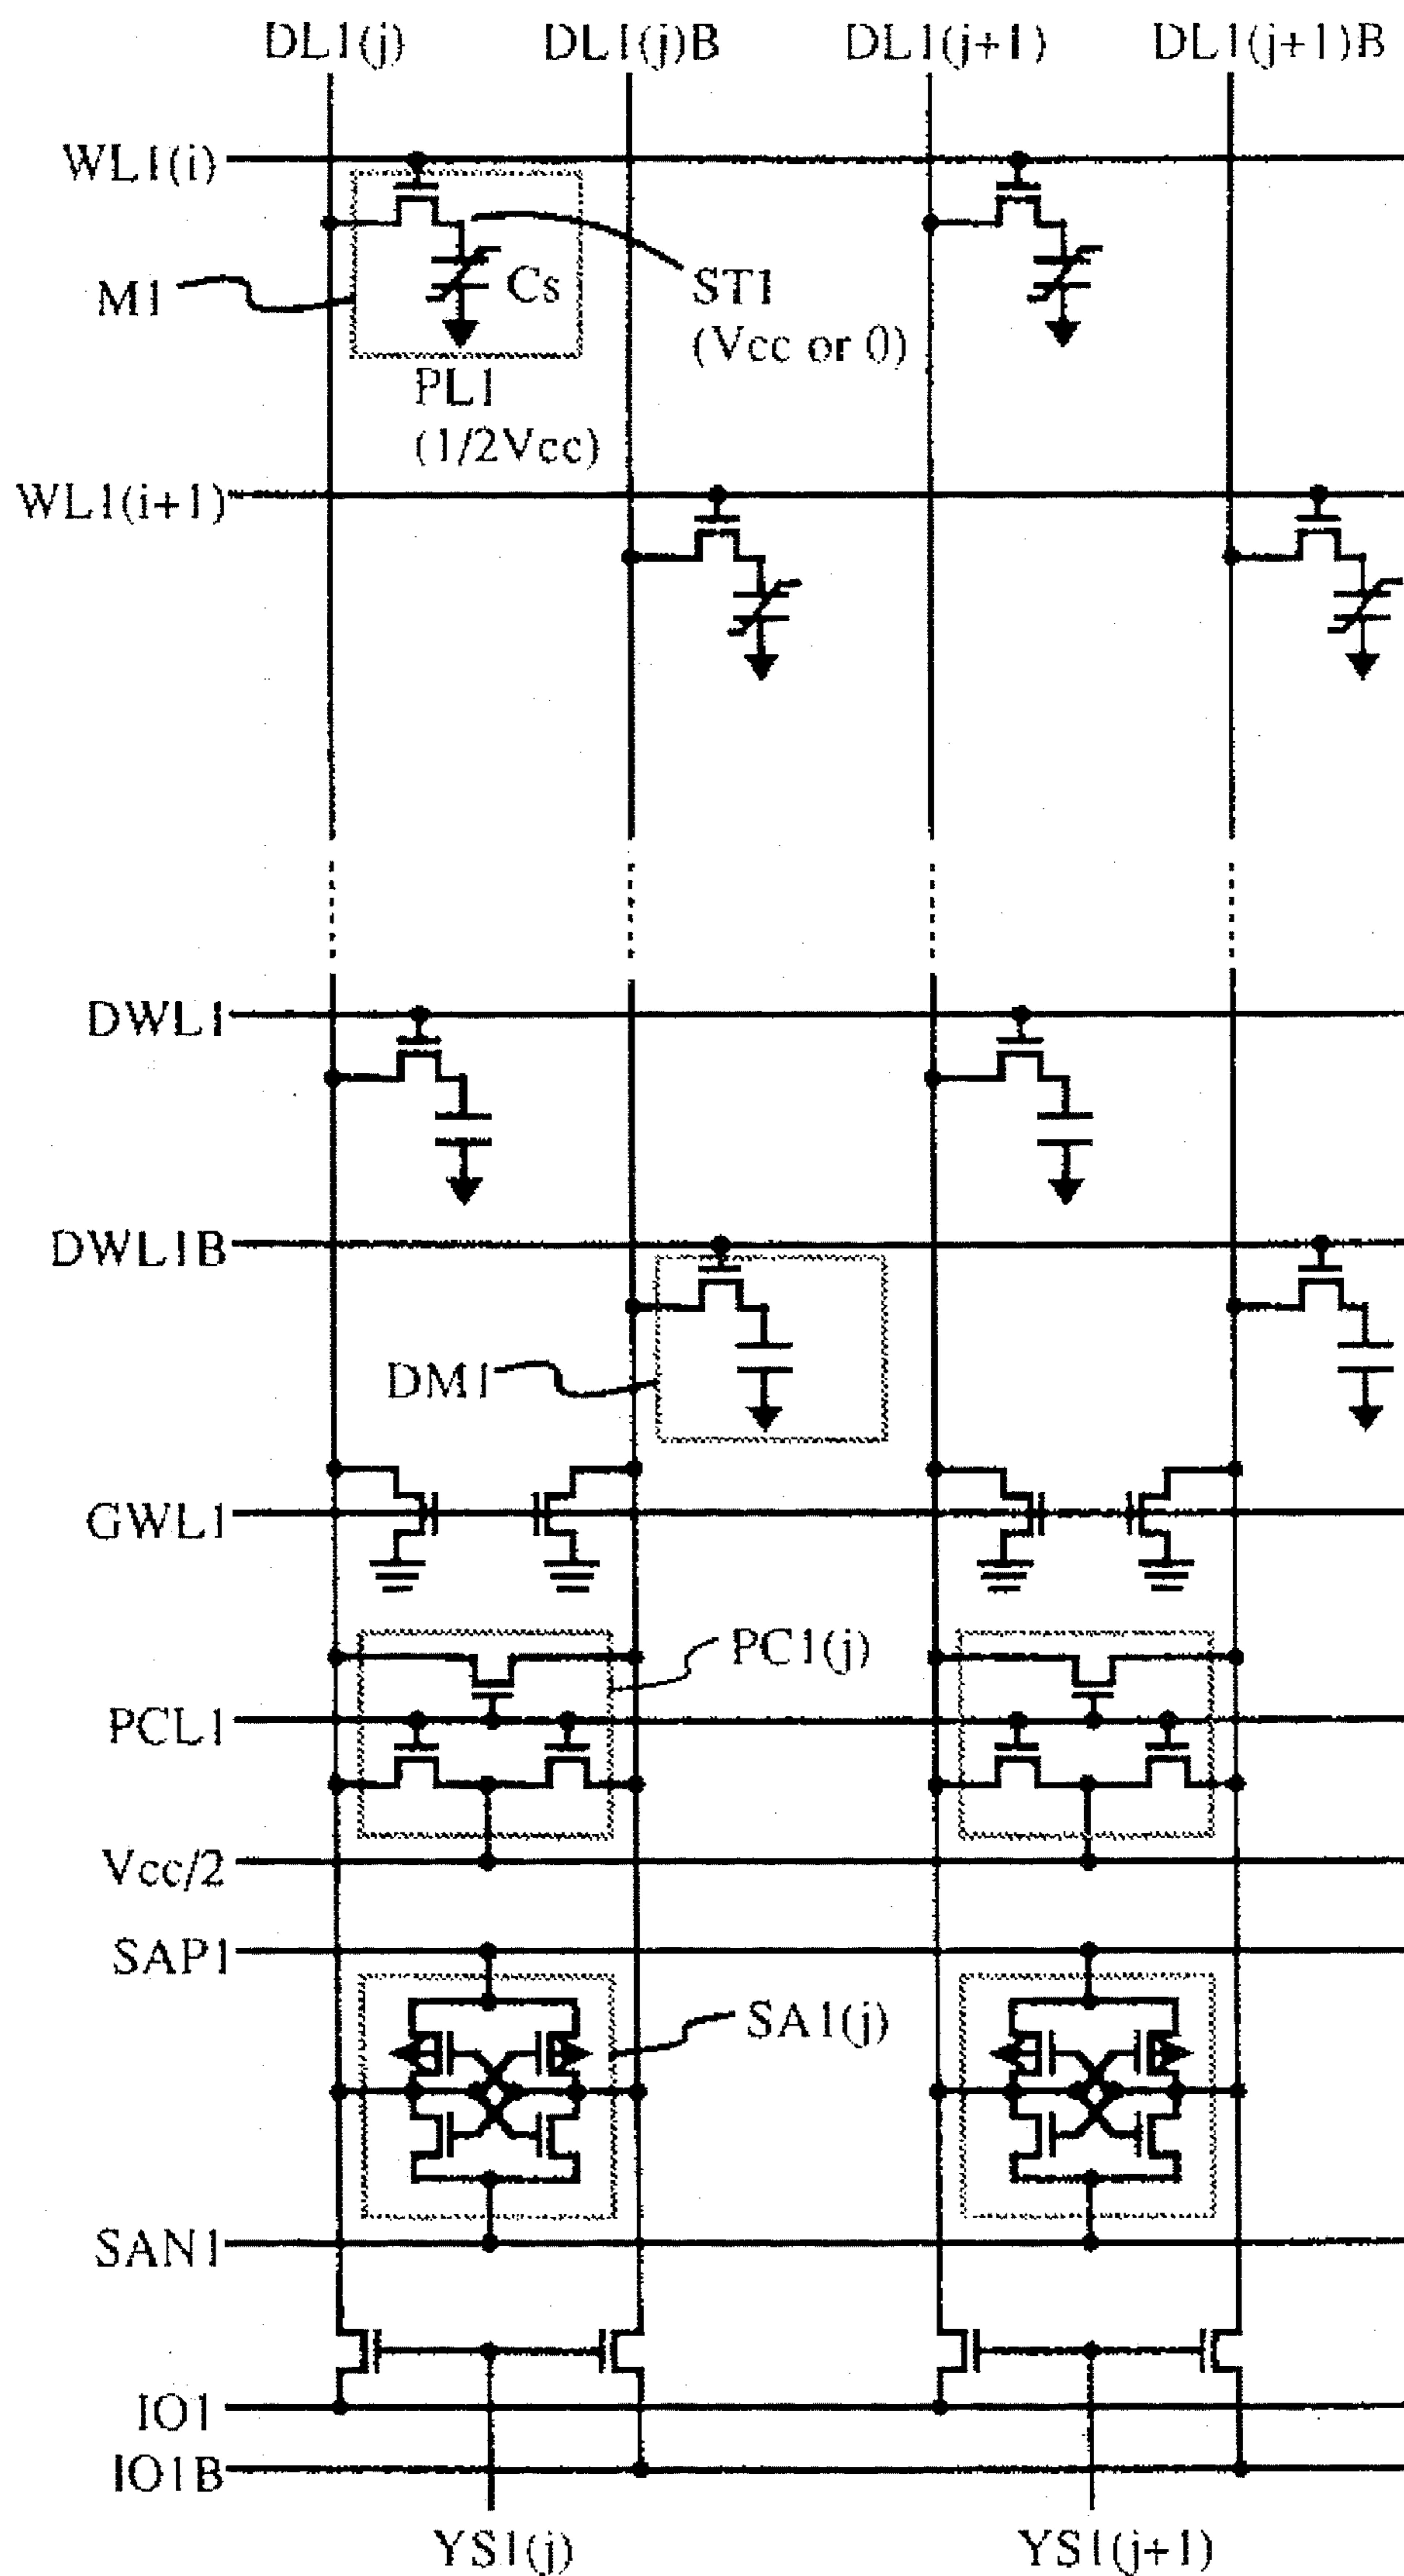 DL1(j) DL1(j)B DL1(j+1) DL1(j+1)B
WL1(i)
M1
Cs
ST1
(Vcc or 0)
PL1
(1/2Vcc)
WL1(i+1)
DWL1
DWL1B
DM1
GWL1
PC1(j)
PCL1
Vcc/2
SAP1
SA1(j)
SAN1
IO1
IO1B
YS1(j) YS1(j+1)